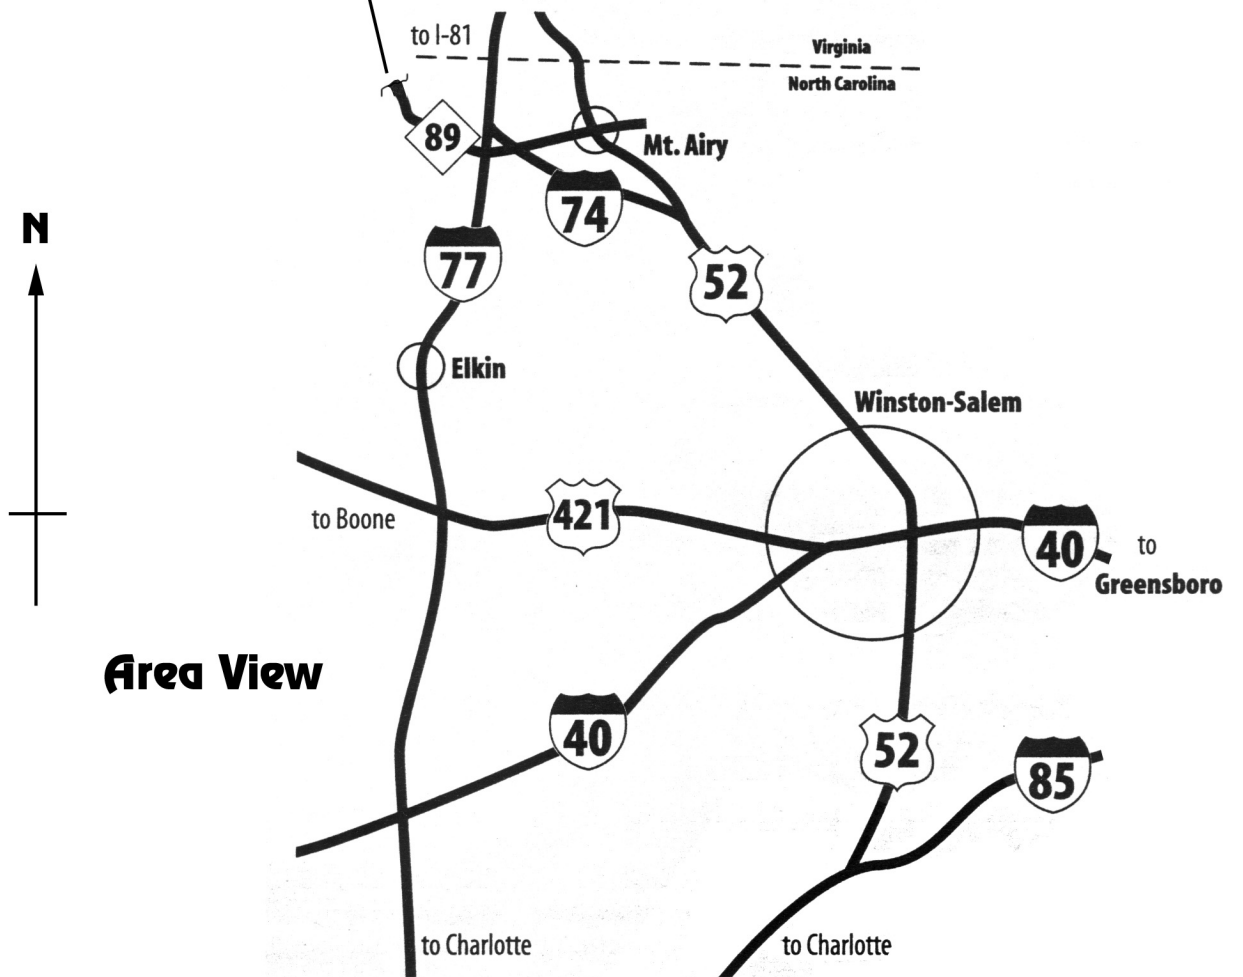 to I-81
Virginia
North Carolina
89
Mt. Airy
74
N
77
52
Elkin
Winston-Salem
421
to Boone
40
to
Greensboro
Area View
40
52
85
to Charlotte
to Charlotte